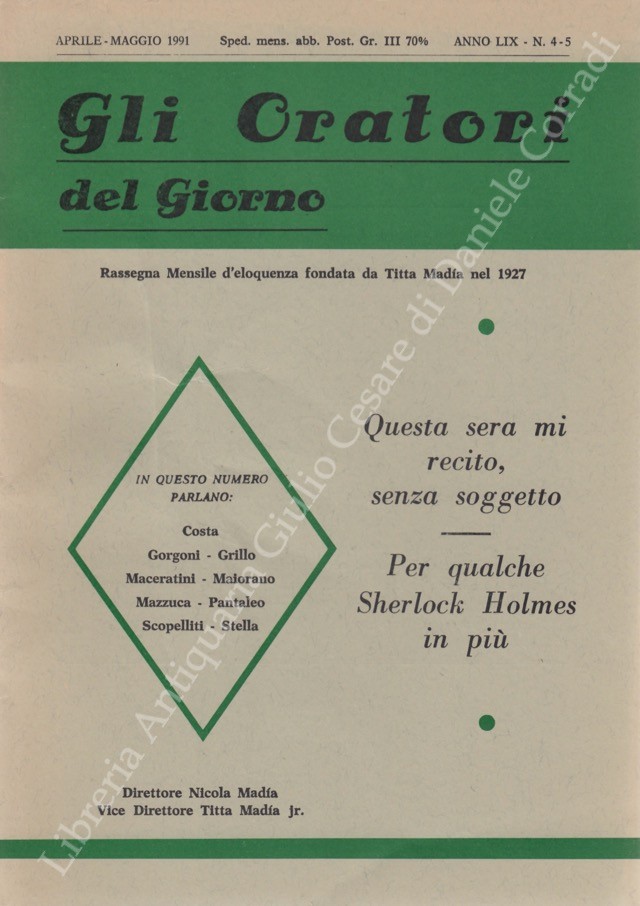 APRILE - MAGGIO 1991 Sped. mens. abb. Post. Gr. III 70% ANNO LIX - N. 4-5
Gli Oratori
del Giorno
Rassegna Mensile d'eloquenza fondata da Titta Madía nel 1927
IN QUESTO NUMERO
PARLANO:
Costa
Gorgoni - Grillo
Maceratini - Maiorano
Mazzuca - Pantaleo
Scopelliti - Stella
Questa sera mi
recito,
senza soggetto
Per qualche
Sherlock Holmes
in più
Direttore Nicola Madía
Vice Direttore Titta Madía jr.
Libreria Antiquaria Giulio Cesare di Daniele Corradi